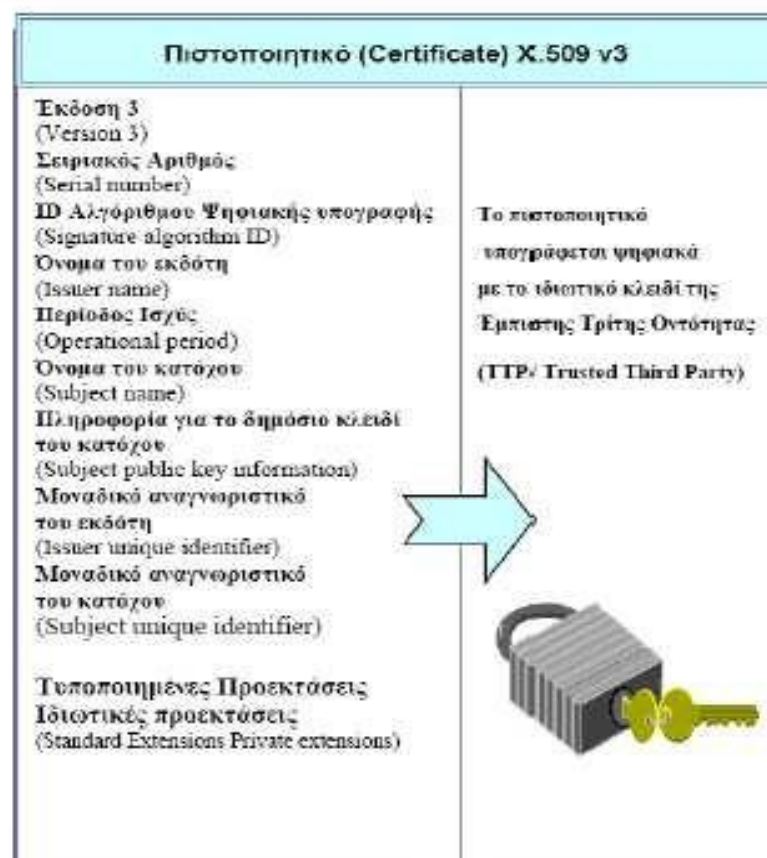 Πιστοποιητικό (Certificate) X.509 v3
Έκδοση 3
(Version 3)
Σειριακός Αριθμός
(Serial number)
ID Αλγόριθμου Ψηφιακής υπογραφής
(Signature algorithm ID)
Όνομα του εκδότη
(Issuer name)
Περίοδος Ισχύς
(Operational period)
Όνομα του κατόχου
(Subject name)
Πληροφορία για το δημόσιο κλειδί
του κατόχου
(Subject public key information)
Μοναδικό αναγνωριστικό
του εκδότη
(Issuer unique identifier)
Μοναδικό αναγνωριστικό
του κατόχου
(Subject unique identifier)
Τυποποιημένες Προεκτάσεις
Ιδιωτικές προεκτάσεις
(Standard Extensions Private extensions)
Το πιστοποιητικό
υπογράφεται ψηφιακά
με το ιδιωτικό κλειδί της
Έμπιστης Τρίτης Οντότητας
(TTP/ Trusted Third Party)